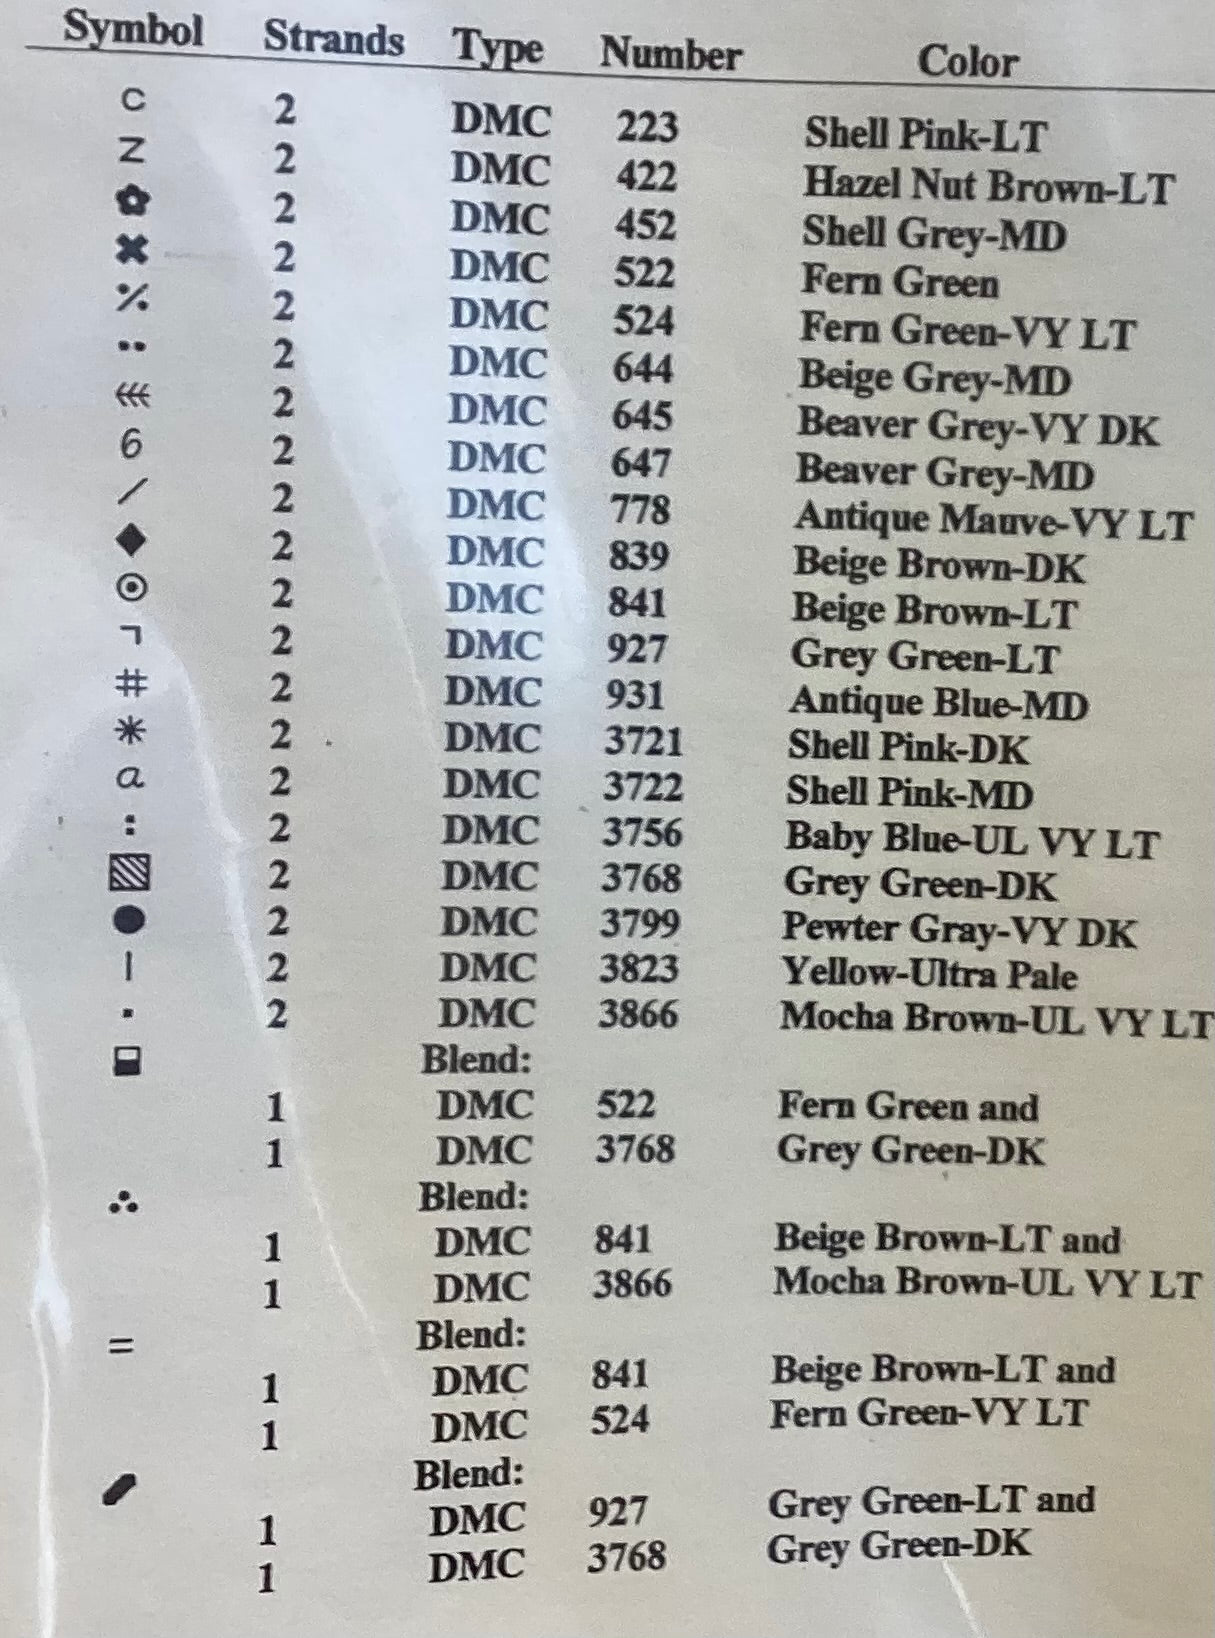 Symbol Strands Type Number Color
C 2 DMC 223 Shell Pink-LT
Z 2 DMC 422 Hazel Nut Brown-LT
✿ 2 DMC 452 Shell Grey-MD
✖ 2 DMC 522 Fern Green
٪ 2 DMC 524 Fern Green-VY LT
•• 2 DMC 644 Beige Grey-MD
⋘ 2 DMC 645 Beaver Grey-VY DK
6 2 DMC 647 Beaver Grey-MD
/ 2 DMC 778 Antique Mauve-VY LT
◆ 2 DMC 839 Beige Brown-DK
⊙ 2 DMC 841 Beige Brown-LT
¬ 2 DMC 927 Grey Green-LT
# 2 DMC 931 Antique Blue-MD
* 2 DMC 3721 Shell Pink-DK
a 2 DMC 3722 Shell Pink-MD
: 2 DMC 3756 Baby Blue-UL VY LT
▧ 2 DMC 3768 Grey Green-DK
● 2 DMC 3799 Pewter Gray-VY DK
| 2 DMC 3823 Yellow-Ultra Pale
· 2 DMC 3866 Mocha Brown-UL VY LT
⬓ Blend:
1 DMC 522 Fern Green and
1 DMC 3768 Grey Green-DK
∴ Blend:
1 DMC 841 Beige Brown-LT and
1 DMC 3866 Mocha Brown-UL VY LT
= Blend:
1 DMC 841 Beige Brown-LT and
1 DMC 524 Fern Green-VY LT
Blend:
1 DMC 927 Grey Green-LT and
1 DMC 3768 Grey Green-DK